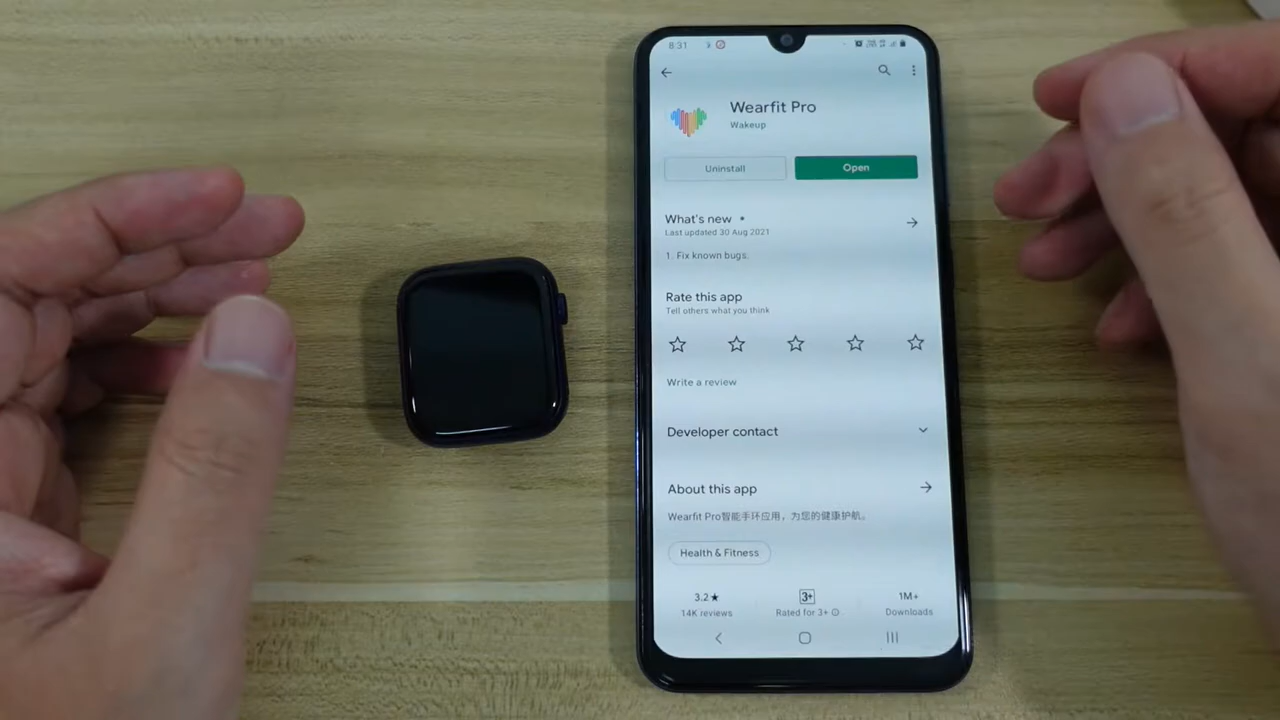 8:31
Wearfit Pro
Wakeup
Uninstall
Open
What's new
Last updated 30 Aug 2021
1. Fix known bugs.
Rate this app
Tell others what you think
Write a review
Developer contact
About this app
Wearfit Pro智能手环应用，为您的健康护航。
Health & Fitness
3.2★
3+
1M+
14K reviews
Rated for 3+
Downloads